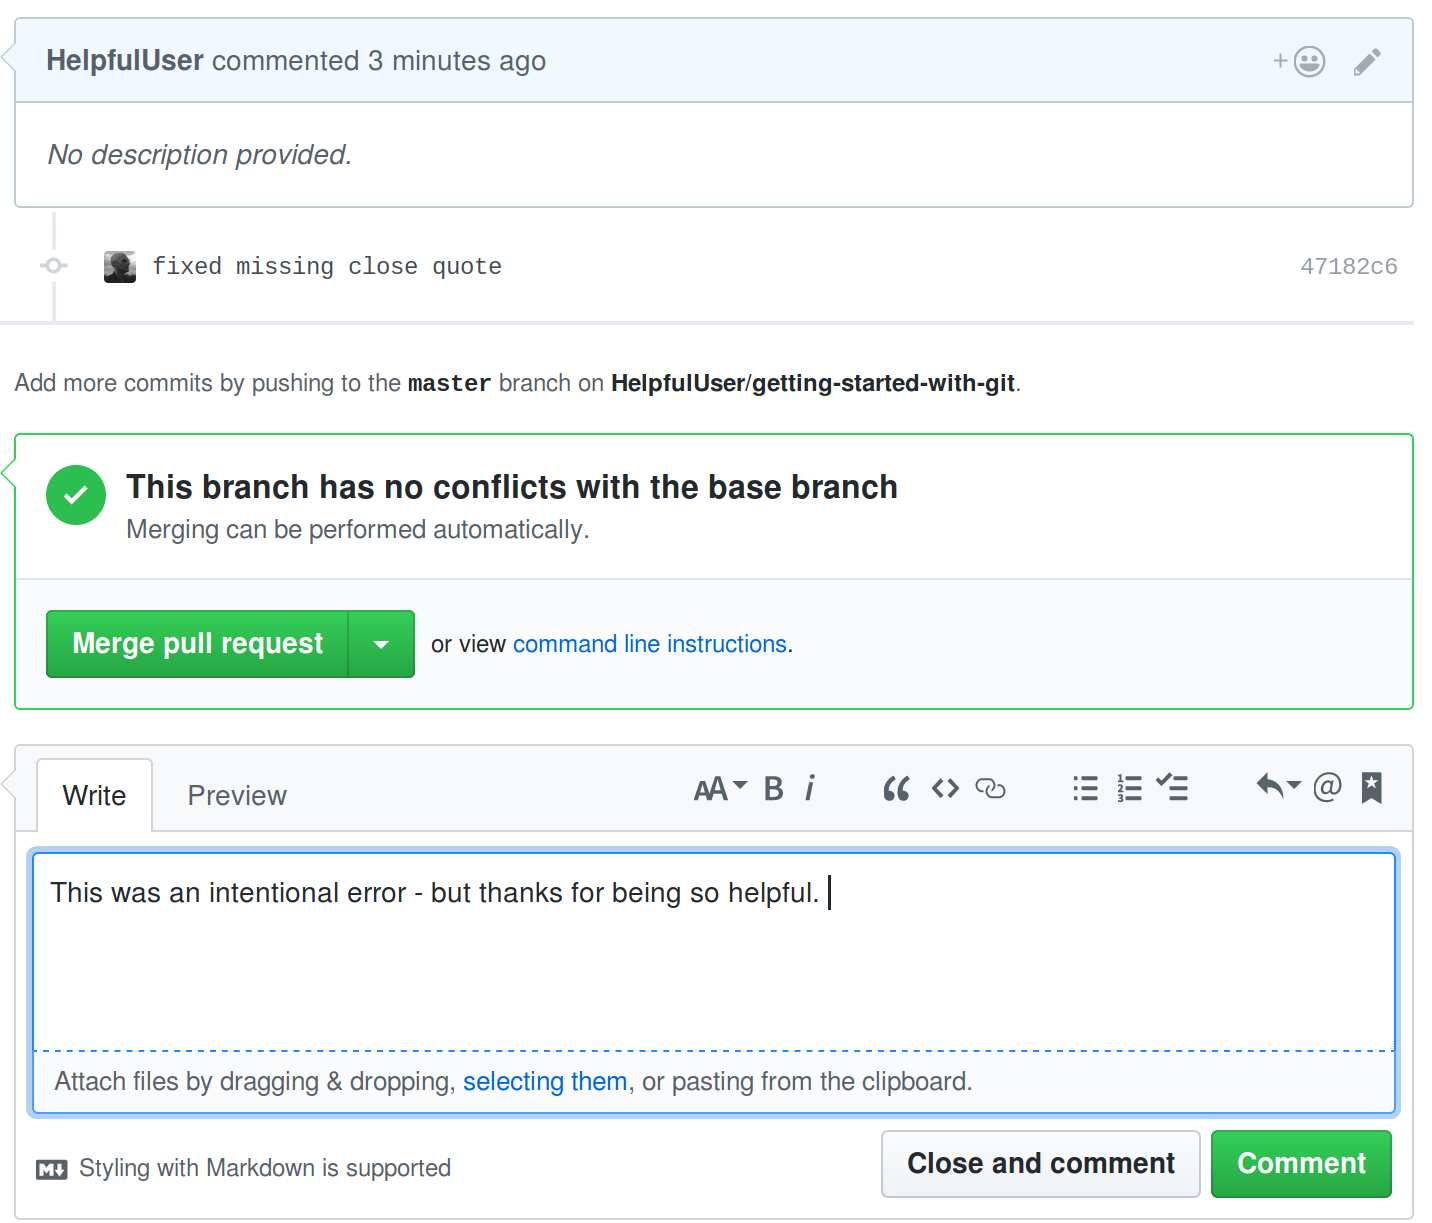 HelpfulUser commented 3 minutes ago
No description provided.
fixed missing close quote 47182c6
Add more commits by pushing to the master branch on HelpfulUser/getting-started-with-git.
This branch has no conflicts with the base branch
Merging can be performed automatically.
Merge pull request or view command line instructions.
Write Preview AA B i @
This was an intentional error - but thanks for being so helpful.
Attach files by dragging & dropping, selecting them, or pasting from the clipboard.
M Styling with Markdown is supported Close and comment Comment